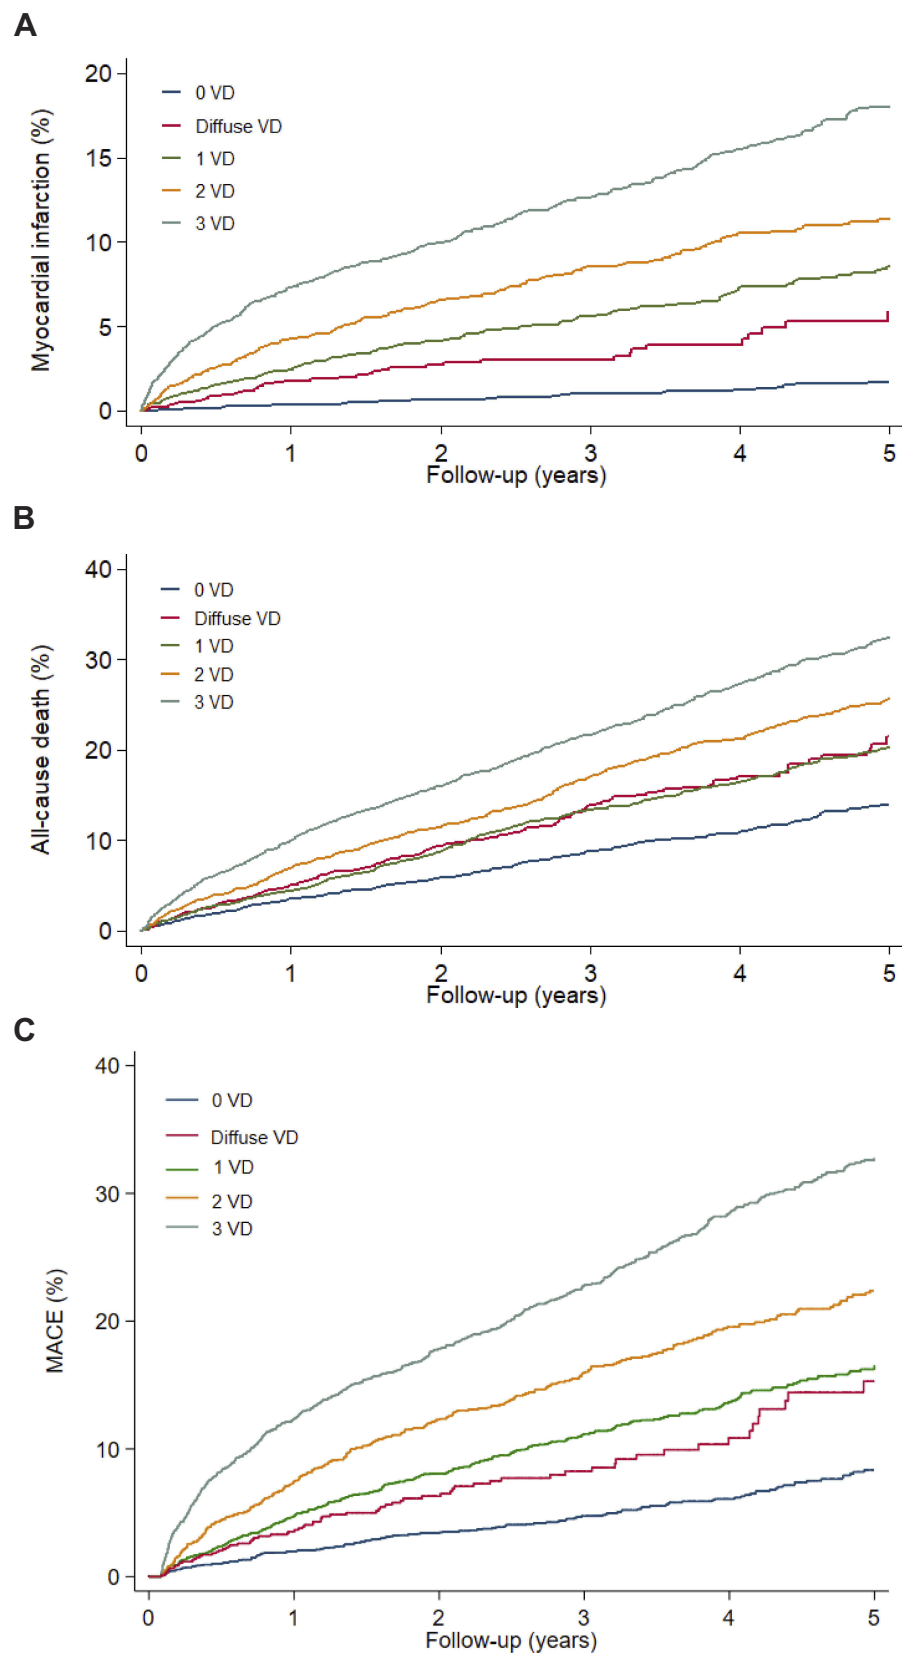 A
Myocardial infarction (%)
20
15
10
5
0
0 VD
Diffuse VD
1 VD
2 VD
3 VD
0 1 2 3 4 5
Follow-up (years)
B
All-cause death (%)
40
30
20
10
0
0 VD
Diffuse VD
1 VD
2 VD
3 VD
0 1 2 3 4 5
Follow-up (years)
C
MACE (%)
40
30
20
10
0
0 VD
Diffuse VD
1 VD
2 VD
3 VD
0 1 2 3 4 5
Follow-up (years)